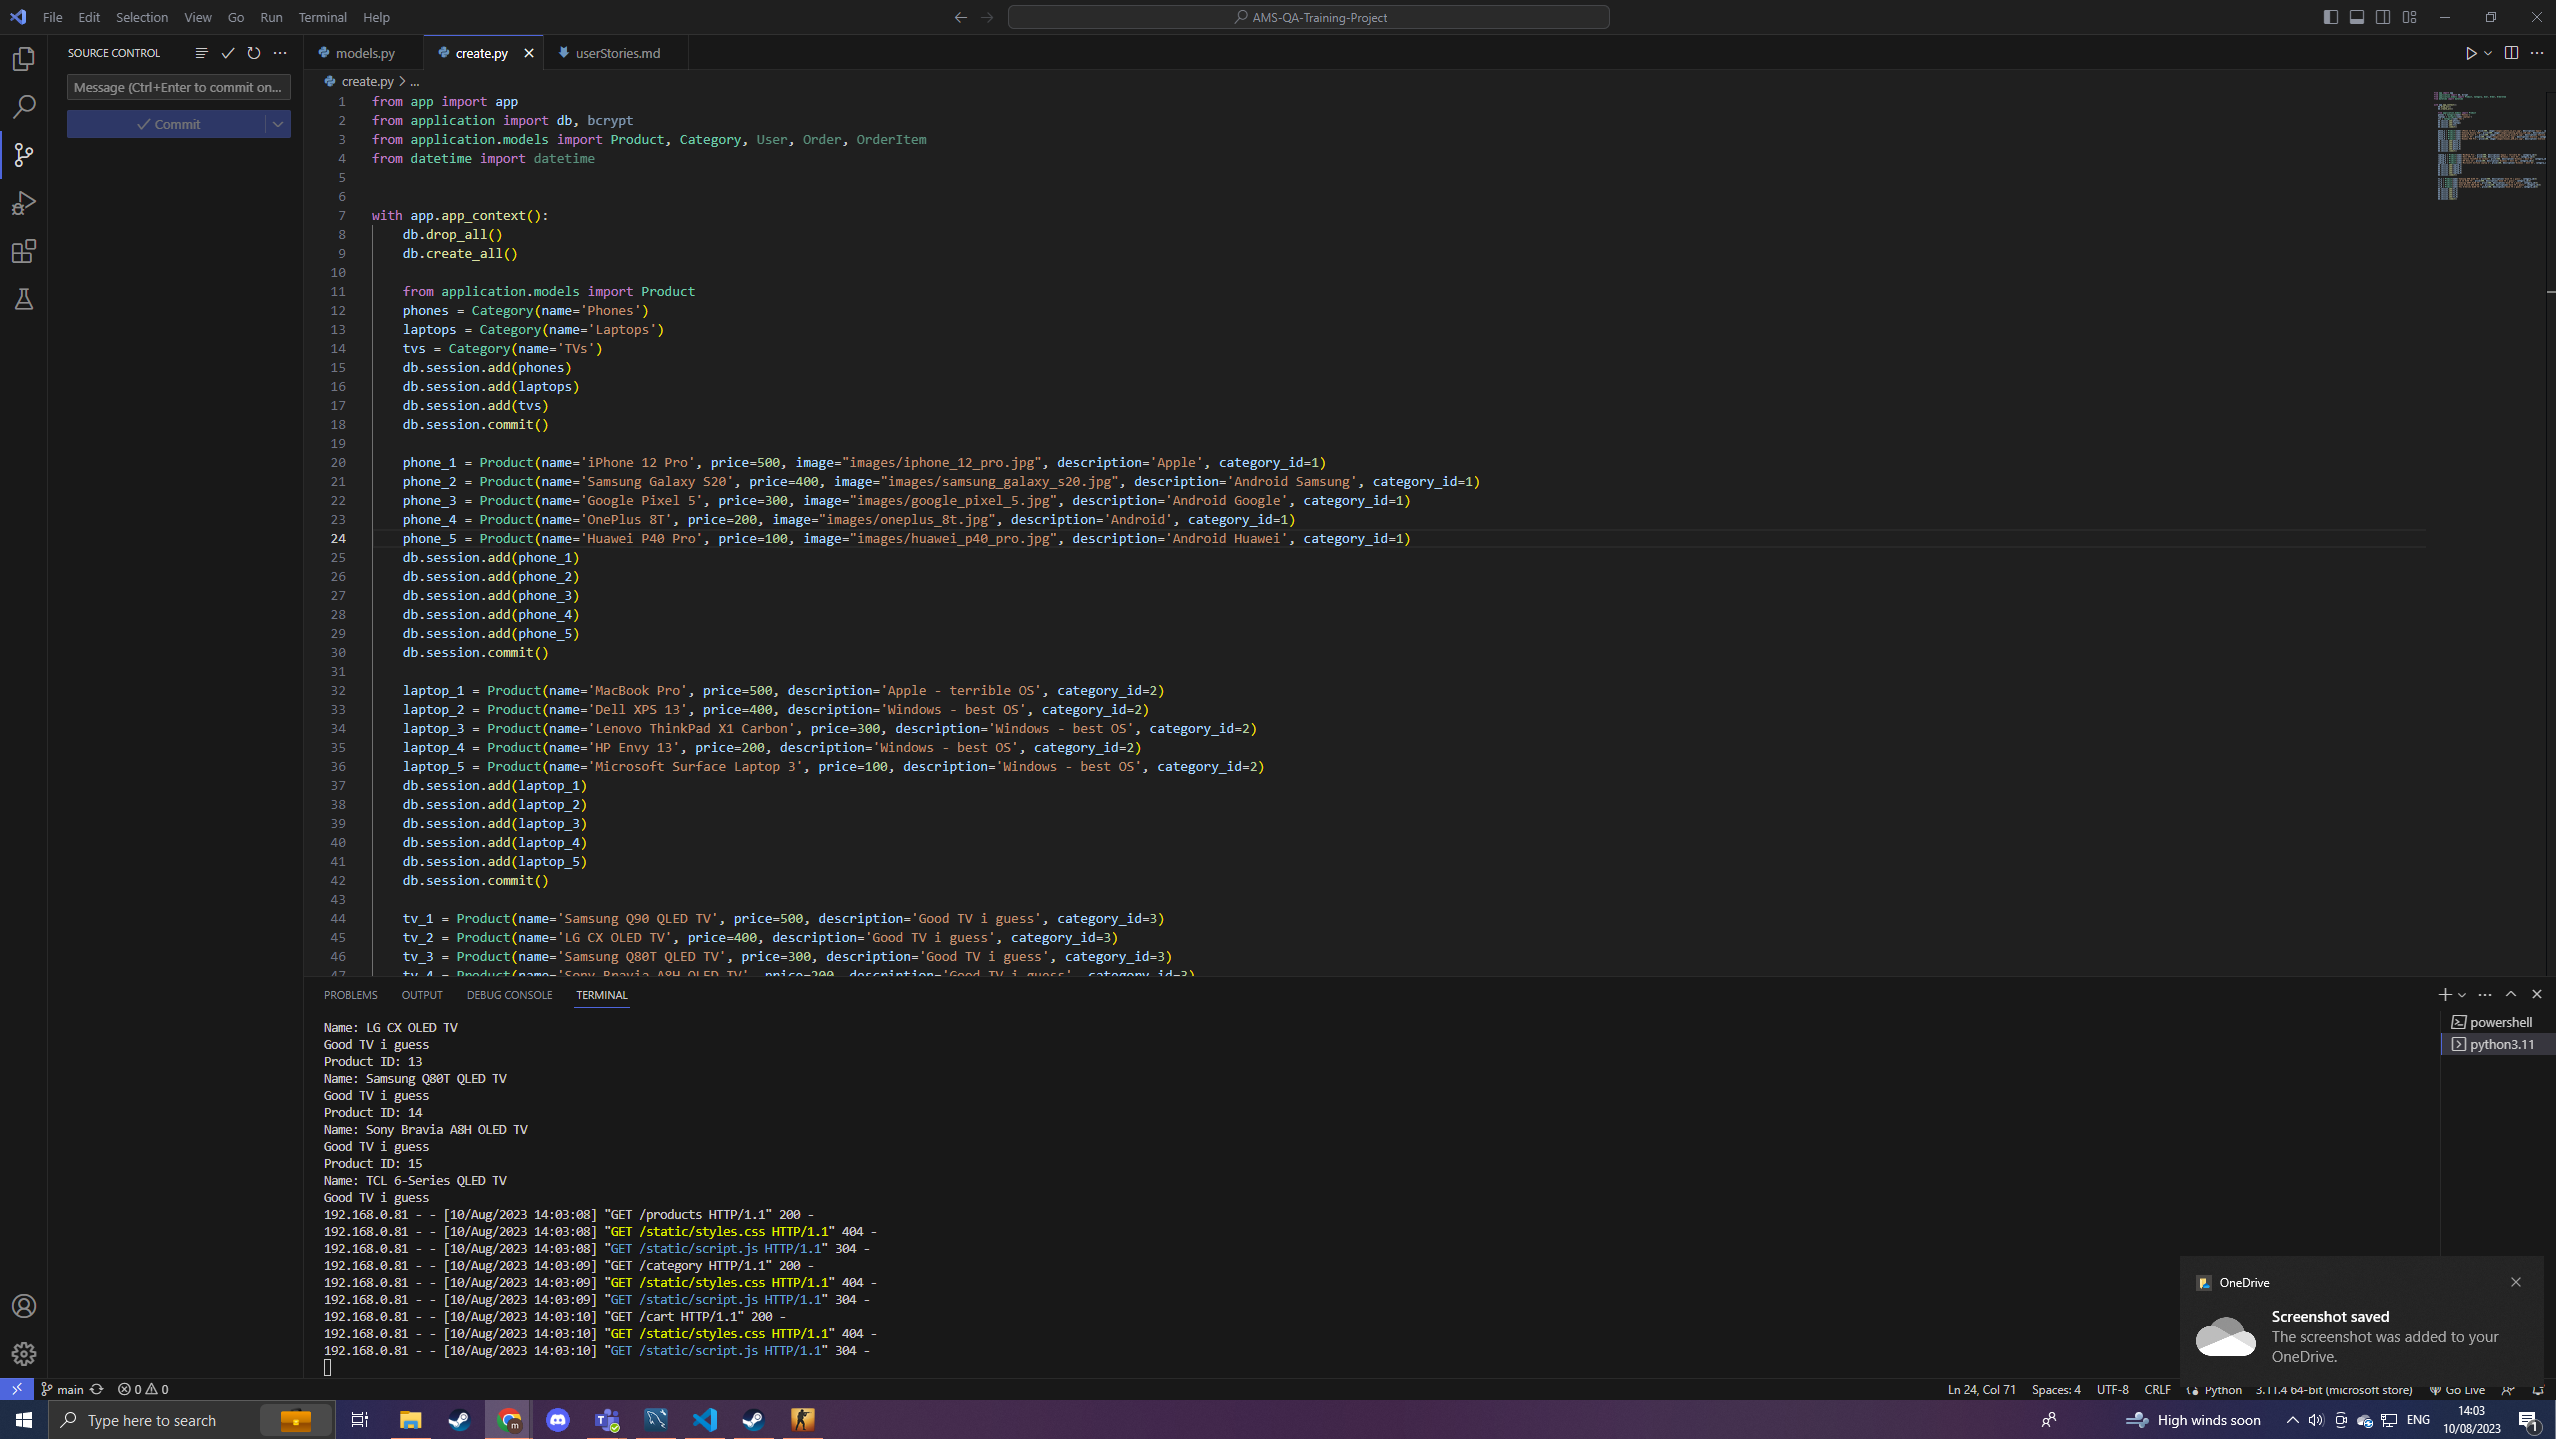 File Edit Selection View Go Run Terminal Help
AMS-QA-Training-Project
SOURCE CONTROL
Message (Ctrl+Enter to commit on...
Commit
models.py
create.py
userStories.md
create.py > ...
1 from app import app
2 from application import db, bcrypt
3 from application.models import Product, Category, User, Order, OrderItem
4 from datetime import datetime
5
6
7 with app.app_context():
8 db.drop_all()
9 db.create_all()
10
11 from application.models import Product
12 phones = Category(name='Phones')
13 laptops = Category(name='Laptops')
14 tvs = Category(name='TVs')
15 db.session.add(phones)
16 db.session.add(laptops)
17 db.session.add(tvs)
18 db.session.commit()
19
20 phone_1 = Product(name='iPhone 12 Pro', price=500, image="images/iphone_12_pro.jpg", description='Apple', category_id=1)
21 phone_2 = Product(name='Samsung Galaxy S20', price=400, image="images/samsung_galaxy_s20.jpg", description='Android Samsung', category_id=1)
22 phone_3 = Product(name='Google Pixel 5', price=300, image="images/google_pixel_5.jpg", description='Android Google', category_id=1)
23 phone_4 = Product(name='OnePlus 8T', price=200, image="images/oneplus_8t.jpg", description='Android', category_id=1)
24 phone_5 = Product(name='Huawei P40 Pro', price=100, image="images/huawei_p40_pro.jpg", description='Android Huawei', category_id=1)
25 db.session.add(phone_1)
26 db.session.add(phone_2)
27 db.session.add(phone_3)
28 db.session.add(phone_4)
29 db.session.add(phone_5)
30 db.session.commit()
31
32 laptop_1 = Product(name='MacBook Pro', price=500, description='Apple - terrible OS', category_id=2)
33 laptop_2 = Product(name='Dell XPS 13', price=400, description='Windows - best OS', category_id=2)
34 laptop_3 = Product(name='Lenovo ThinkPad X1 Carbon', price=300, description='Windows - best OS', category_id=2)
35 laptop_4 = Product(name='HP Envy 13', price=200, description='Windows - best OS', category_id=2)
36 laptop_5 = Product(name='Microsoft Surface Laptop 3', price=100, description='Windows - best OS', category_id=2)
37 db.session.add(laptop_1)
38 db.session.add(laptop_2)
39 db.session.add(laptop_3)
40 db.session.add(laptop_4)
41 db.session.add(laptop_5)
42 db.session.commit()
43
44 tv_1 = Product(name='Samsung Q90 QLED TV', price=500, description='Good TV i guess', category_id=3)
45 tv_2 = Product(name='LG CX OLED TV', price=400, description='Good TV i guess', category_id=3)
46 tv_3 = Product(name='Samsung Q80T QLED TV', price=300, description='Good TV i guess', category_id=3)
47 tv_4 = Product(name='Sony Bravia A8H OLED TV', price=200, description='Good TV i guess', category_id=3)
PROBLEMS OUTPUT DEBUG CONSOLE TERMINAL
powershell
python3.11
Name: LG CX OLED TV
Good TV i guess
Product ID: 13
Name: Samsung Q80T QLED TV
Good TV i guess
Product ID: 14
Name: Sony Bravia A8H OLED TV
Good TV i guess
Product ID: 15
Name: TCL 6-Series QLED TV
Good TV i guess
192.168.0.81 - - [10/Aug/2023 14:03:08] "GET /products HTTP/1.1" 200 -
192.168.0.81 - - [10/Aug/2023 14:03:08] "GET /static/styles.css HTTP/1.1" 404 -
192.168.0.81 - - [10/Aug/2023 14:03:08] "GET /static/script.js HTTP/1.1" 304 -
192.168.0.81 - - [10/Aug/2023 14:03:09] "GET /category HTTP/1.1" 200 -
192.168.0.81 - - [10/Aug/2023 14:03:09] "GET /static/styles.css HTTP/1.1" 404 -
192.168.0.81 - - [10/Aug/2023 14:03:09] "GET /static/script.js HTTP/1.1" 304 -
192.168.0.81 - - [10/Aug/2023 14:03:10] "GET /cart HTTP/1.1" 200 -
192.168.0.81 - - [10/Aug/2023 14:03:10] "GET /static/styles.css HTTP/1.1" 404 -
192.168.0.81 - - [10/Aug/2023 14:03:10] "GET /static/script.js HTTP/1.1" 304 -
OneDrive
Screenshot saved
The screenshot was added to your
OneDrive.
main 0 0
Ln 24, Col 71 Spaces: 4 UTF-8 CRLF Python 3.11.4 64-bit (microsoft store) Go Live
Type here to search
High winds soon
ENG
14:03
10/08/2023
1